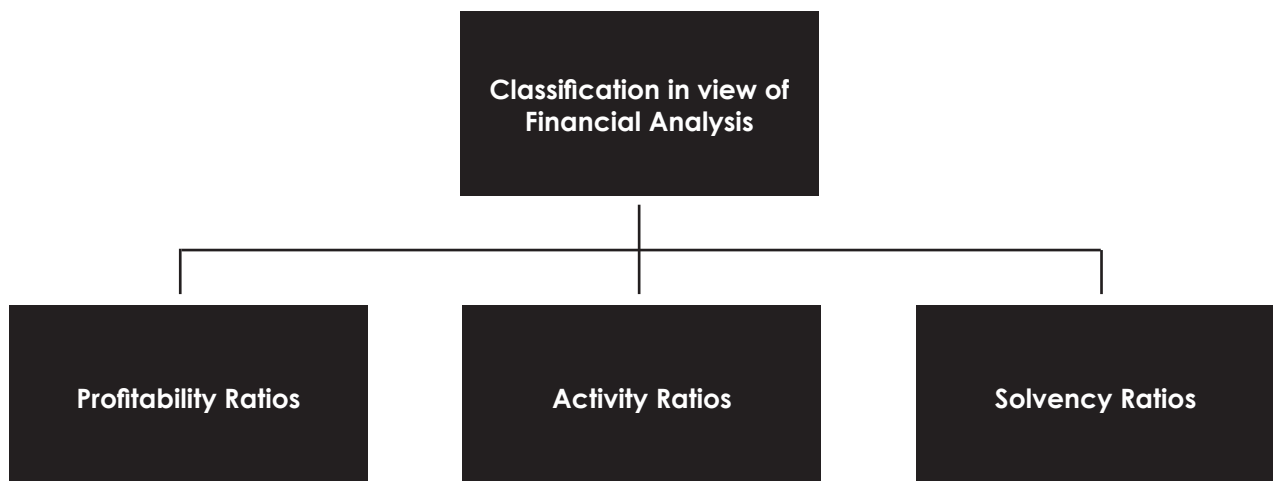 Classification in view of
Financial Analysis
Profitability Ratios
Activity Ratios
Solvency Ratios